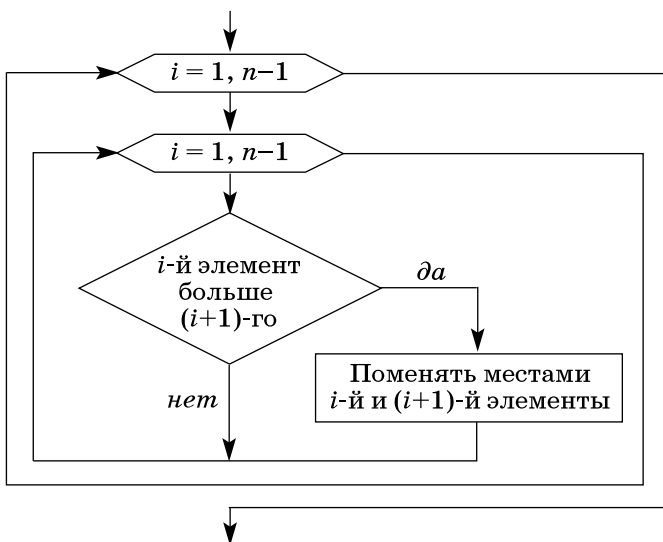 i = 1, n–1
i = 1, n–1
i-й элемент
больше
(i+1)-го
да
нет
Поменять местами
i-й и (i+1)-й элементы